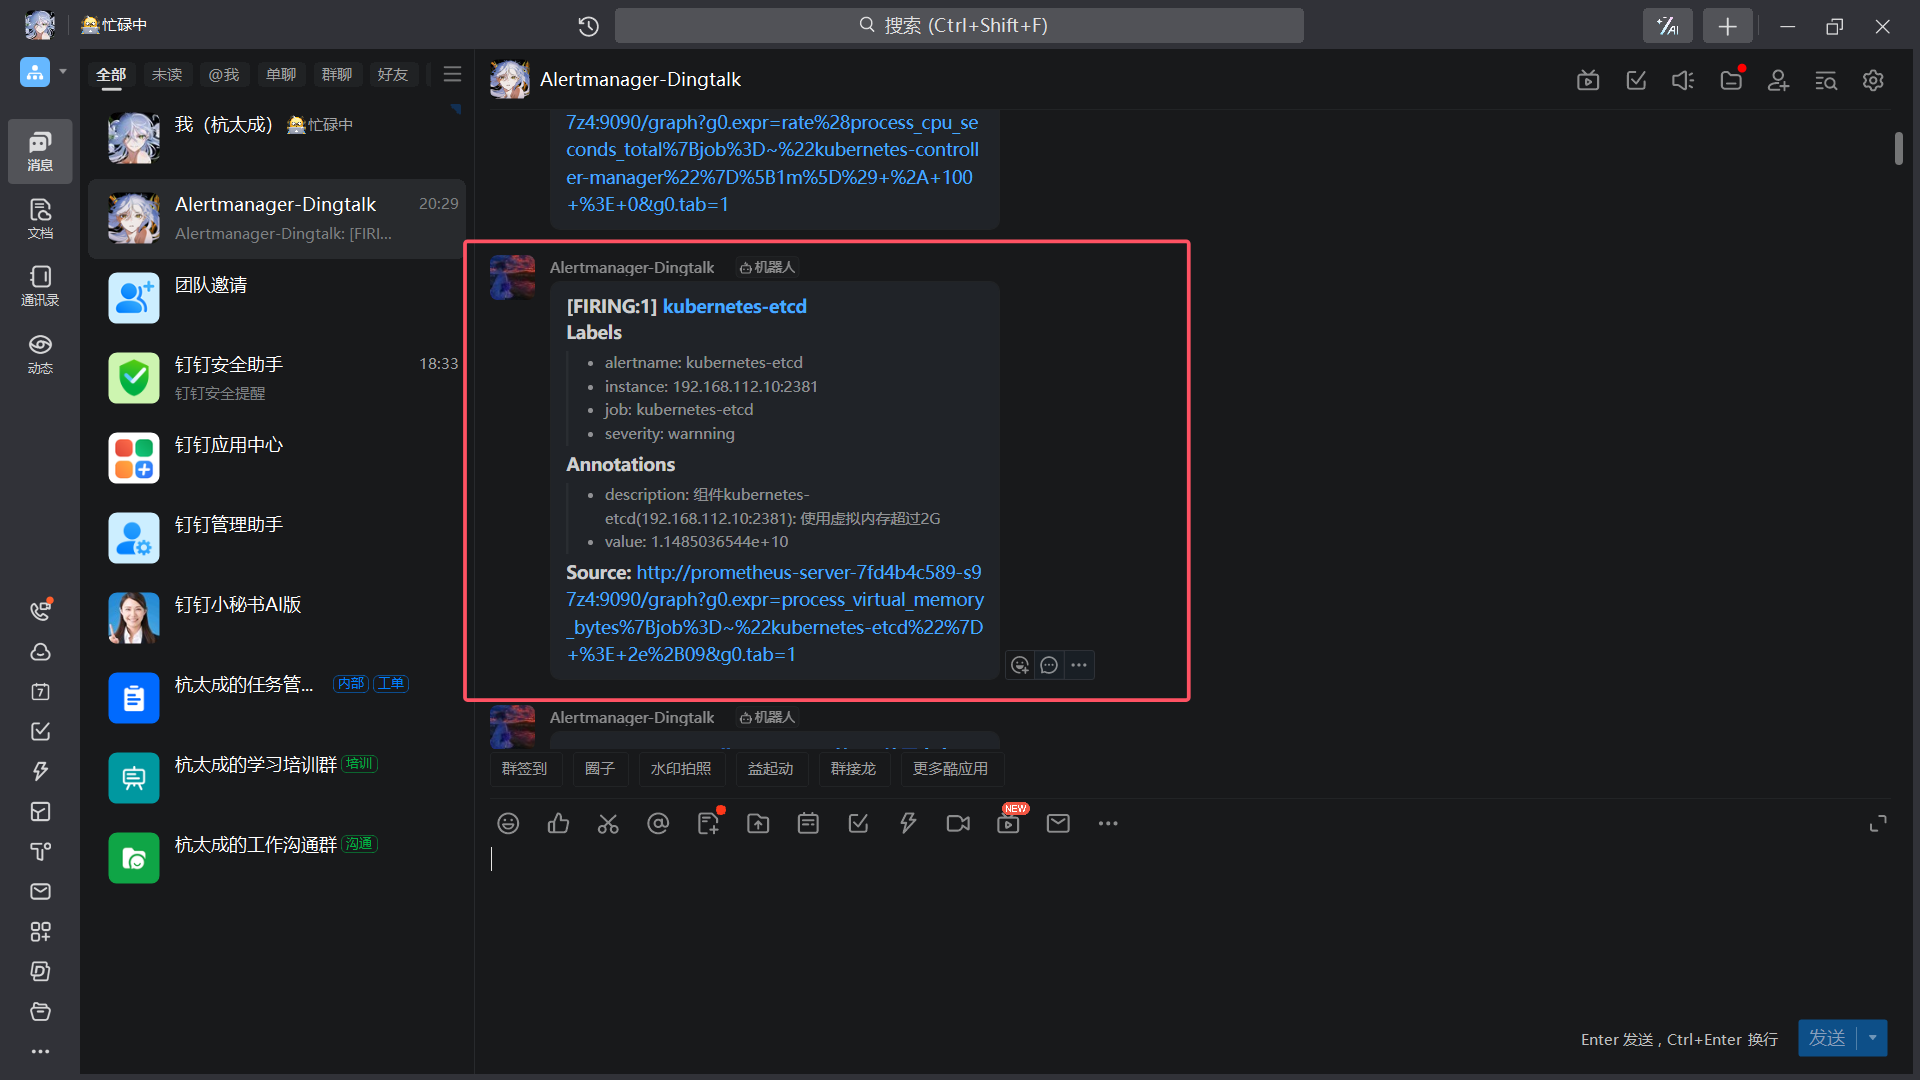 忙碌中
搜索 (Ctrl+Shift+F)
全部 未读 @我 单聊 群聊 好友
消息
文档
通讯录
动态
7
我（杭太成） 忙碌中
Alertmanager-Dingtalk 20:29
Alertmanager-Dingtalk: [FIRI...
团队邀请
钉钉安全助手 18:33
钉钉安全提醒
钉钉应用中心
钉钉管理助手
钉钉小秘书AI版
杭太成的任务管... 内部 工单
杭太成的学习培训群 培训
杭太成的工作沟通群 沟通
Alertmanager-Dingtalk
7z4:9090/graph?g0.expr=rate%28process_cpu_se
conds_total%7Bjob%3D~%22kubernetes-controll
er-manager%22%7D%5B1m%5D%29+%2A+100
+%3E+0&g0.tab=1
Alertmanager-Dingtalk 机器人
[FIRING:1] kubernetes-etcd
Labels
• alertname: kubernetes-etcd
• instance: 192.168.112.10:2381
• job: kubernetes-etcd
• severity: warnning
Annotations
• description: 组件kubernetes-
etcd(192.168.112.10:2381): 使用虚拟内存超过2G
• value: 1.1485036544e+10
Source: http://prometheus-server-7fd4b4c589-s9
7z4:9090/graph?g0.expr=process_virtual_memory
_bytes%7Bjob%3D~%22kubernetes-etcd%22%7D
+%3E+2e%2B09&g0.tab=1
Alertmanager-Dingtalk 机器人
群签到 圈子 水印拍照 益起动 群接龙 更多酷应用
NEW
Enter 发送 , Ctrl+Enter 换行
发送